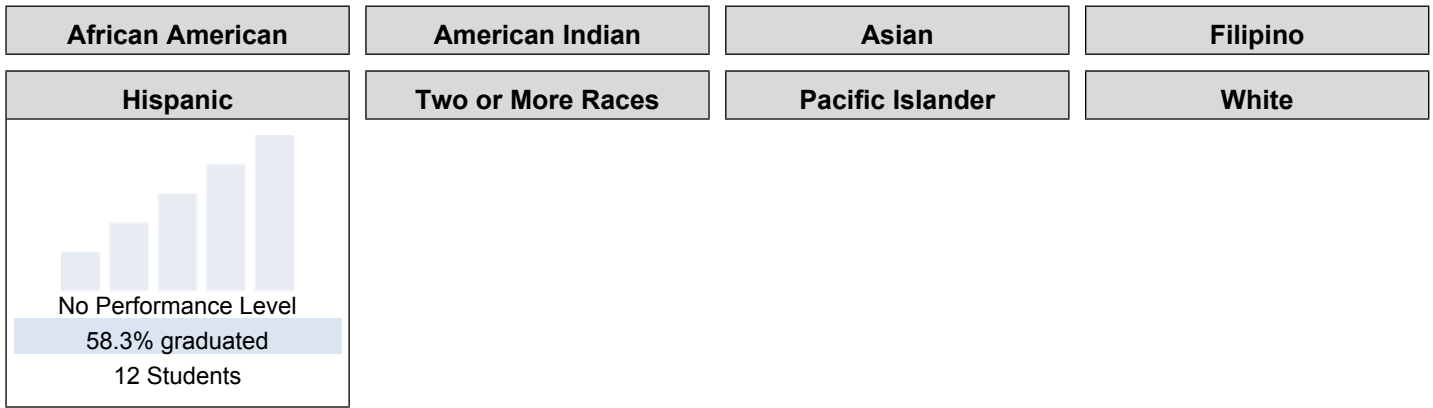 African American
American Indian
Asian
Filipino
Hispanic
Two or More Races
Pacific Islander
White
No Performance Level
58.3% graduated
12 Students